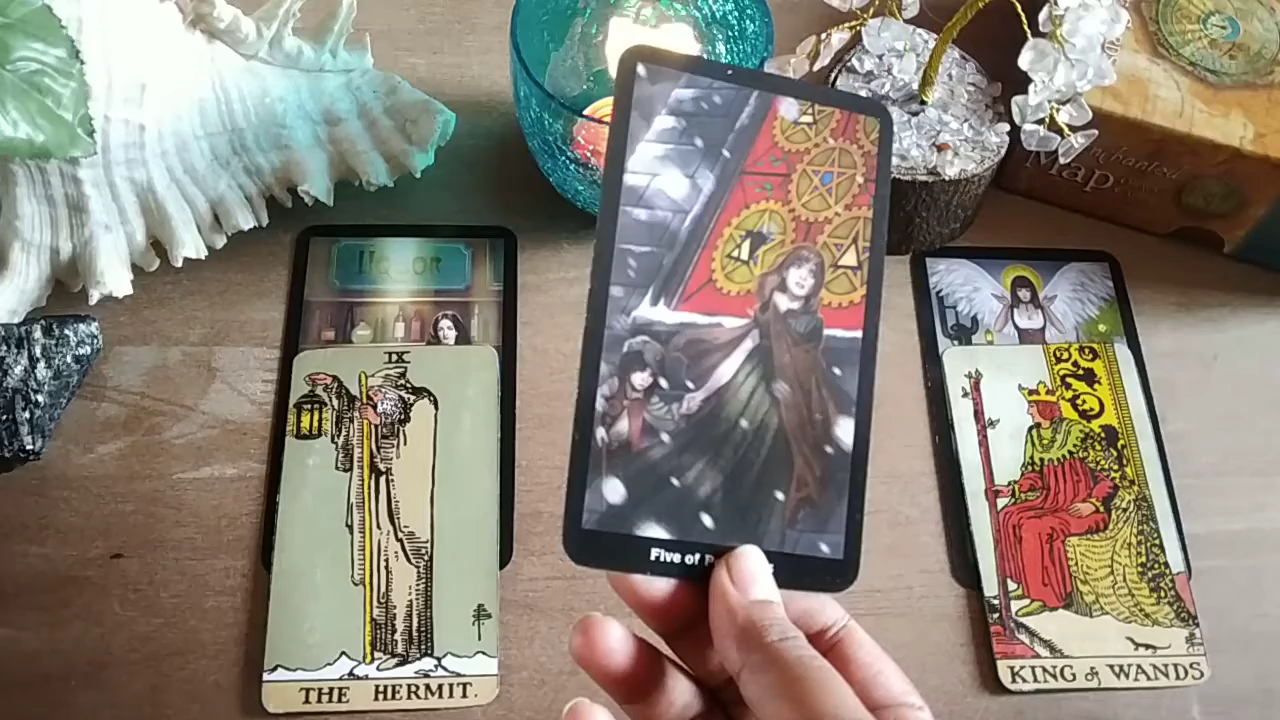 Liquor
Enchanted
Map
IX
Five of P
THE HERMIT.
KING of WANDS